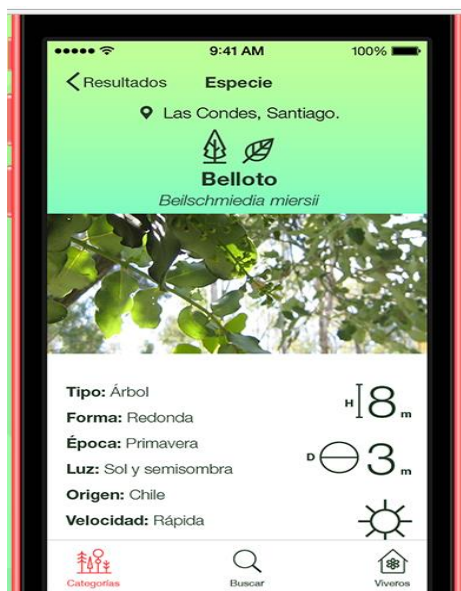 9:41 AM
100%
Resultados Especie
Las Condes, Santiago.
Belloto
Beilschmiedia miersii
Tipo: Árbol
Forma: Redonda
Época: Primavera
Luz: Sol y semisombra
Origen: Chile
Velocidad: Rápida
H 8 m
D 3 m
Categorías Buscar Viveros